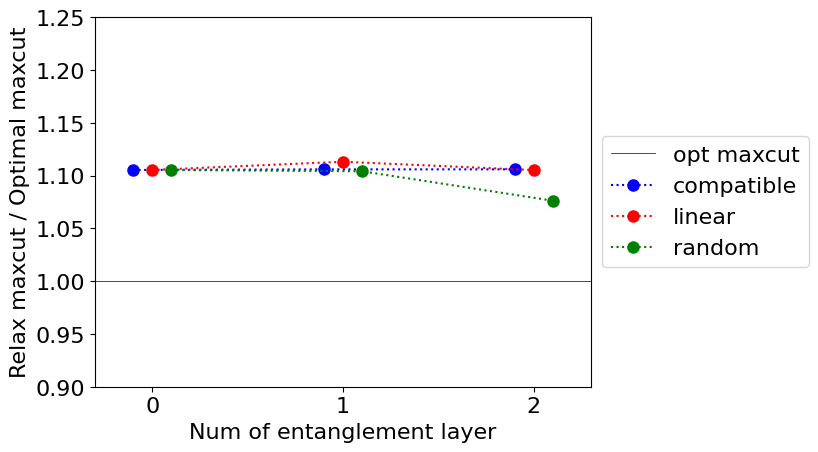 Relax maxcut / Optimal maxcut
1.25
1.20
1.15
1.10
1.05
1.00
0.95
0.90
0 1 2
Num of entanglement layer
opt maxcut
compatible
linear
random